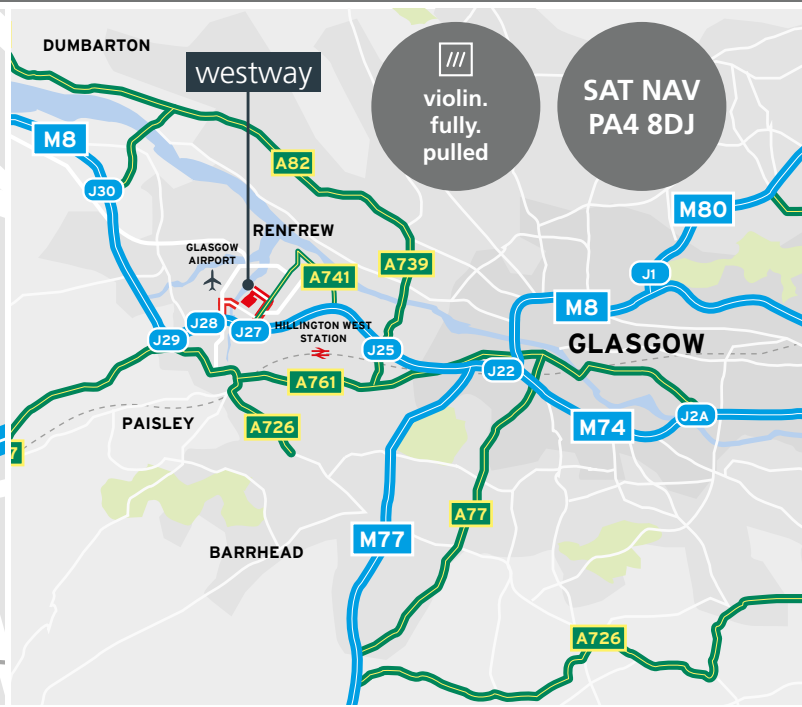 DUMBARTON
westway
///
violin.
fully.
pulled
SAT NAV
PA4 8DJ
M8
J30
A82
M80
RENFREW
GLASGOW
AIRPORT
A741
A739
J1
M8
J28
J27
HILLINGTON WEST
STATION
J29
J25
GLASGOW
J22
A761
PAISLEY
A726
M74
J2A
7
A77
M77
BARRHEAD
A726